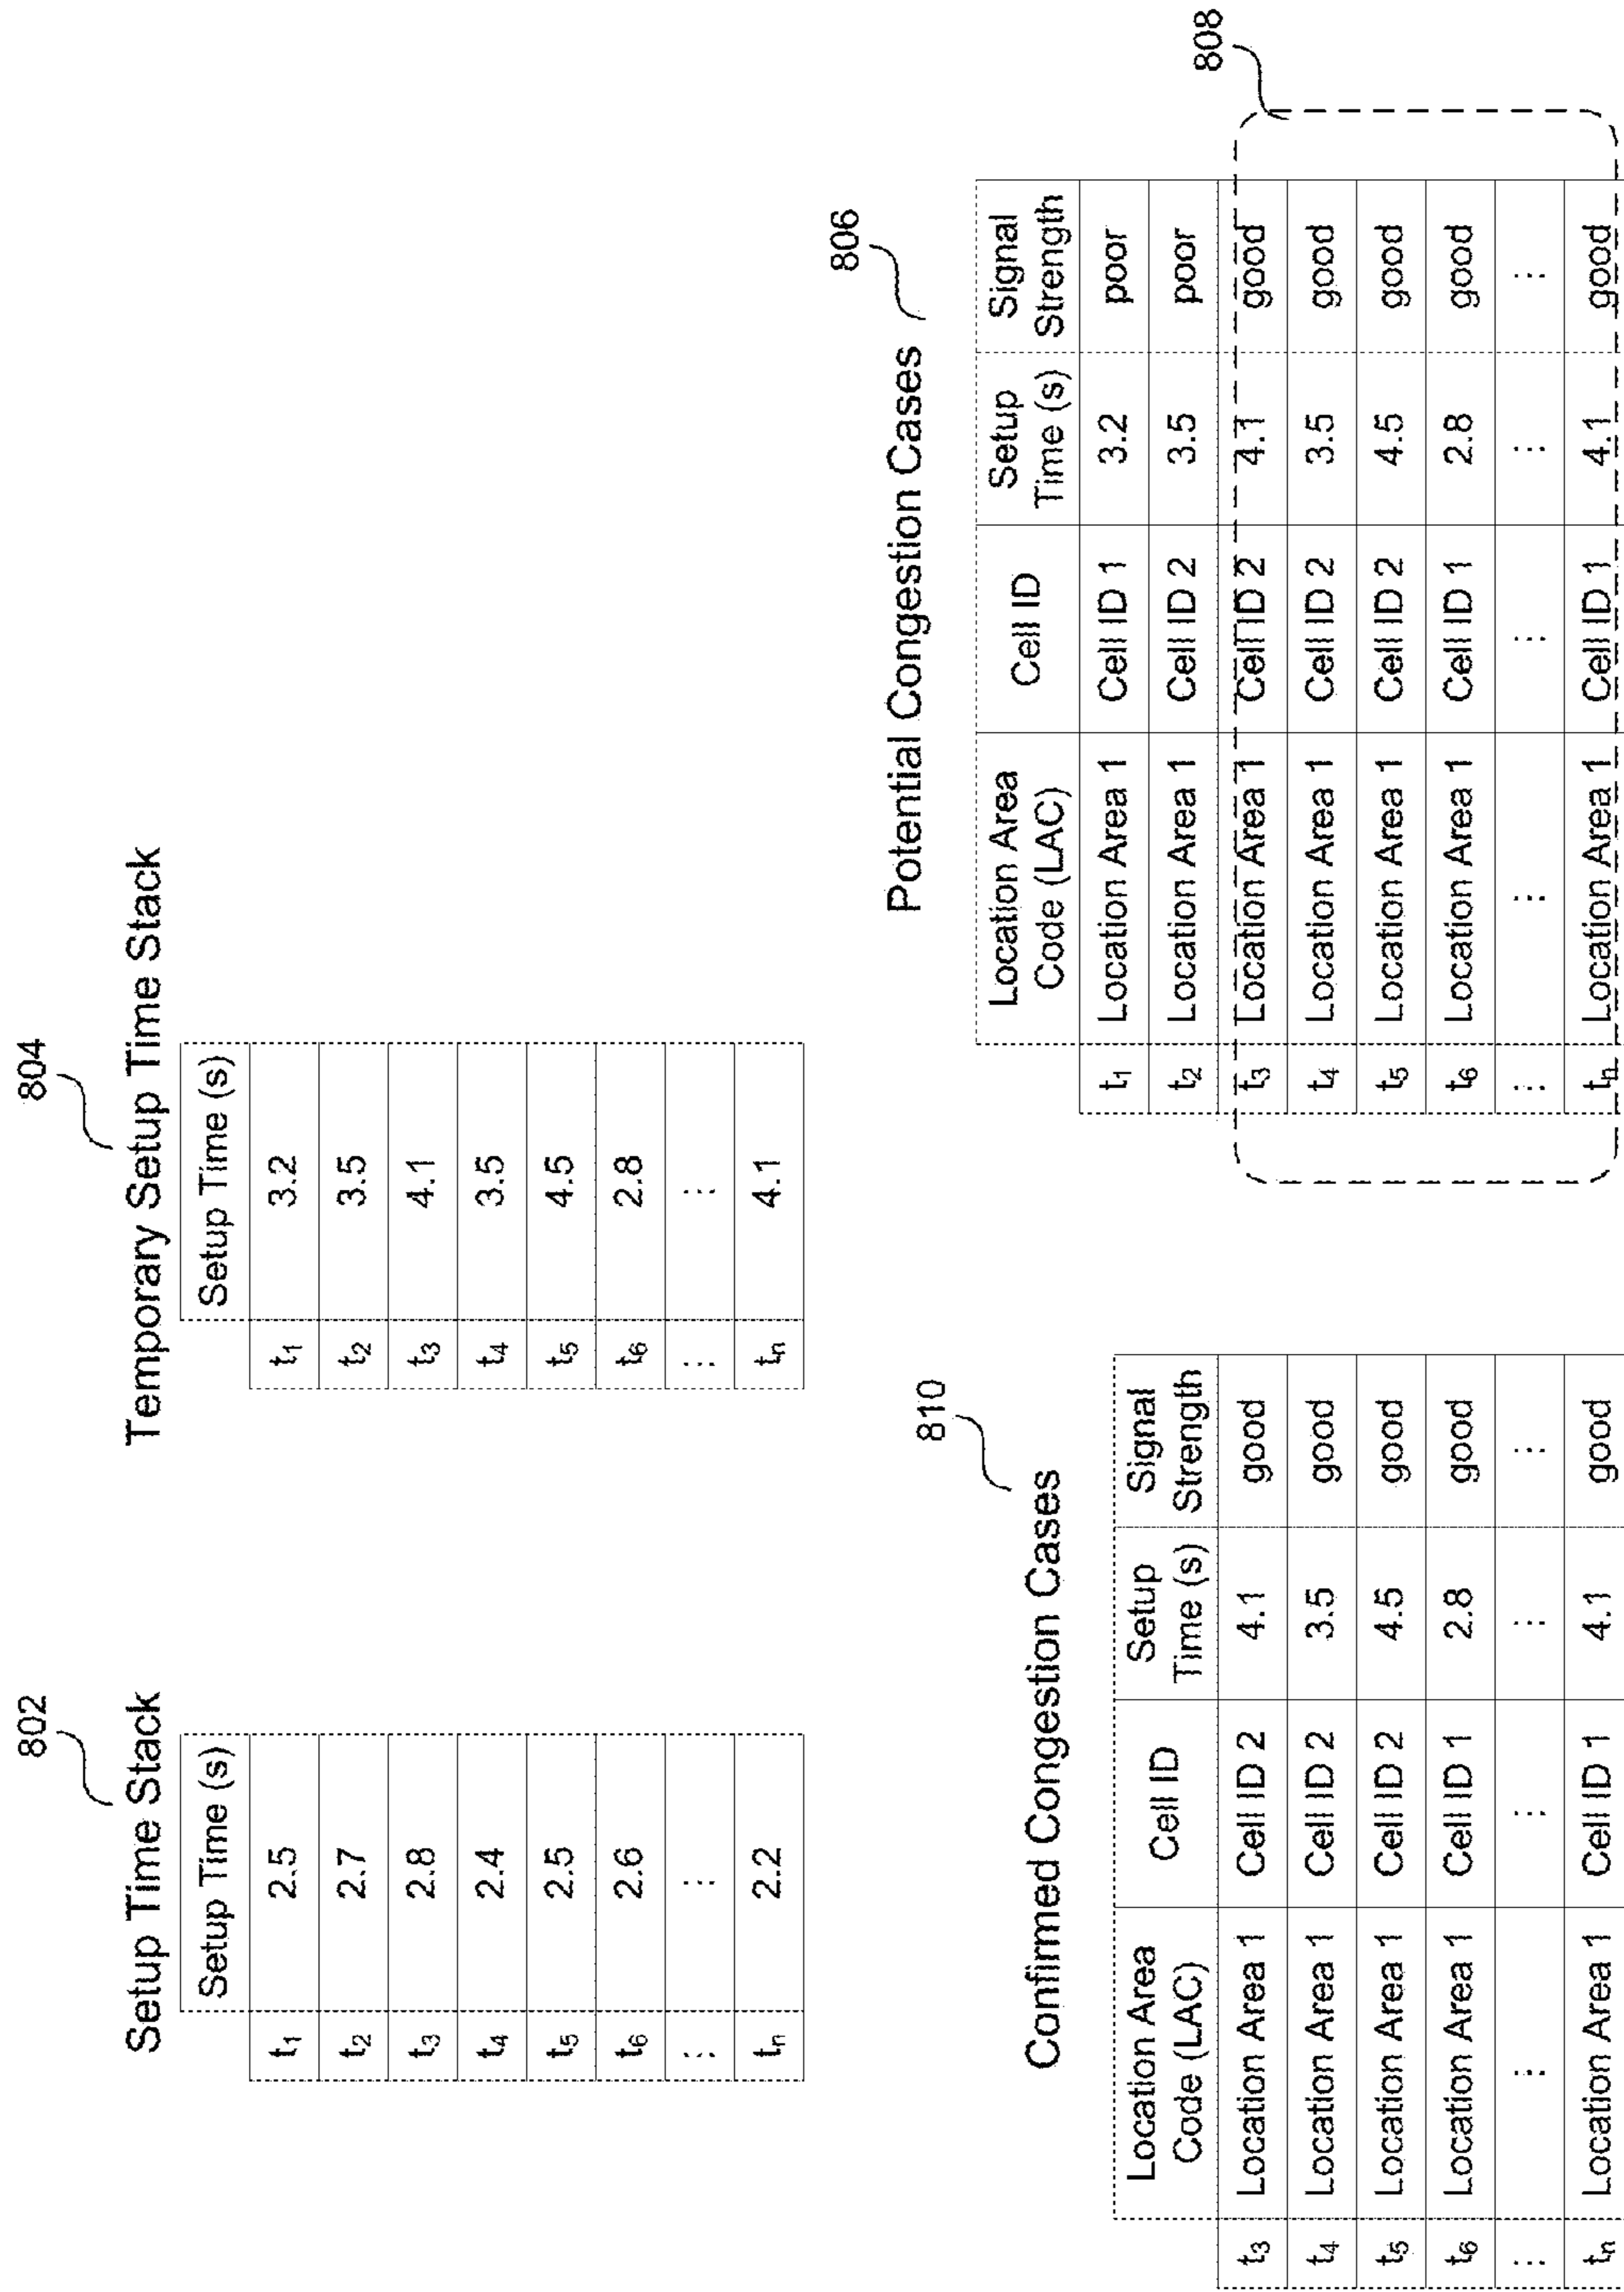 802
Setup Time Stack
Setup Time (s)
t1 2.5
t2 2.7
t3 2.8
t4 2.4
t5 2.5
t6 2.6
⋮ ⋮
tn 2.2
804
Temporary Setup Time Stack
Setup Time (s)
t1 3.2
t2 3.5
t3 4.1
t4 3.5
t5 4.5
t6 2.8
⋮ ⋮
tn 4.1
806
Potential Congestion Cases
Location Area Cell ID Setup Signal
Code (LAC) Time (s) Strength
t1 Location Area 1 Cell ID 1 3.2 poor
t2 Location Area 1 Cell ID 2 3.5 poor
t3 Location Area 1 Cell ID 2 4.1 good
t4 Location Area 1 Cell ID 2 3.5 good
t5 Location Area 1 Cell ID 2 4.5 good
t6 Location Area 1 Cell ID 1 2.8 good
⋮ ⋮ ⋮ ⋮ ⋮
tn Location Area 1 Cell ID 1 4.1 good
808
810
Confirmed Congestion Cases
Location Area Cell ID Setup Signal
Code (LAC) Time (s) Strength
t3 Location Area 1 Cell ID 2 4.1 good
t4 Location Area 1 Cell ID 2 3.5 good
t5 Location Area 1 Cell ID 2 4.5 good
t6 Location Area 1 Cell ID 1 2.8 good
⋮ ⋮ ⋮ ⋮ ⋮
tn Location Area 1 Cell ID 1 4.1 good